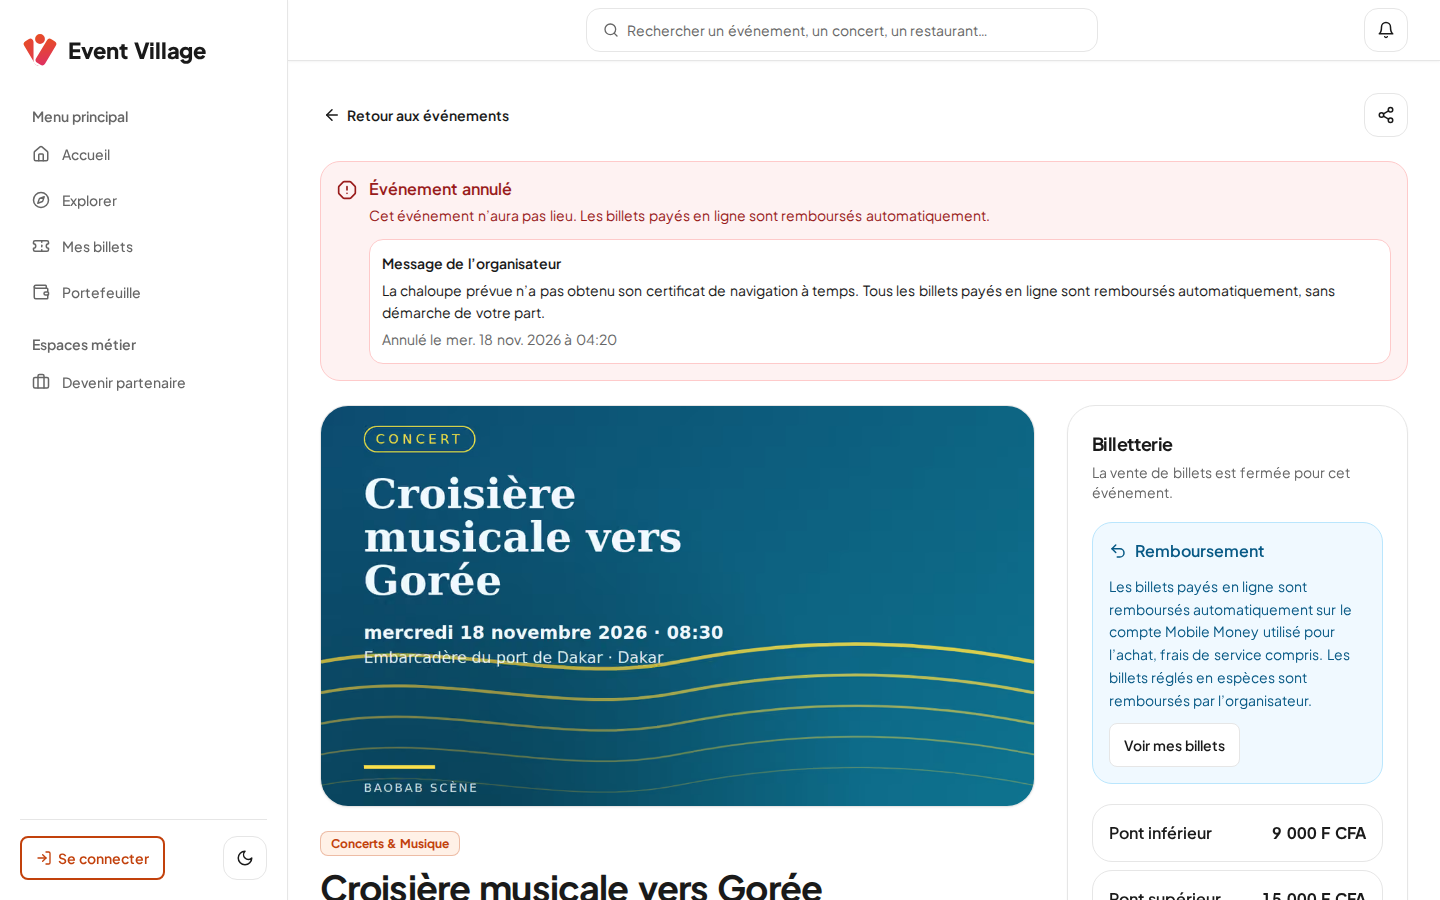 Event Village
Menu principal
Accueil
Explorer
Mes billets
Portefeuille
Espaces métier
Devenir partenaire
Se connecter
Rechercher un événement, un concert, un restaurant...
Retour aux événements
Événement annulé
Cet événement n'aura pas lieu. Les billets payés en ligne sont remboursés automatiquement.
Message de l'organisateur
La chaloupe prévue n'a pas obtenu son certificat de navigation à temps. Tous les billets payés en ligne sont remboursés automatiquement, sans
démarche de votre part.
Annulé le mer. 18 nov. 2026 à 04:20
CONCERT
Croisière
musicale vers
Gorée
mercredi 18 novembre 2026 · 08:30
Embarcadère du port de Dakar · Dakar
BAOBAB SCÈNE
Concerts & Musique
Croisière musicale vers Gorée
Billetterie
La vente de billets est fermée pour cet
événement.
Remboursement
Les billets payés en ligne sont
remboursés automatiquement sur le
compte Mobile Money utilisé pour
l'achat, frais de service compris. Les
billets réglés en espèces sont
remboursés par l'organisateur.
Voir mes billets
Pont inférieur 9 000 F CFA
Pont supérieur 15 000 F CFA